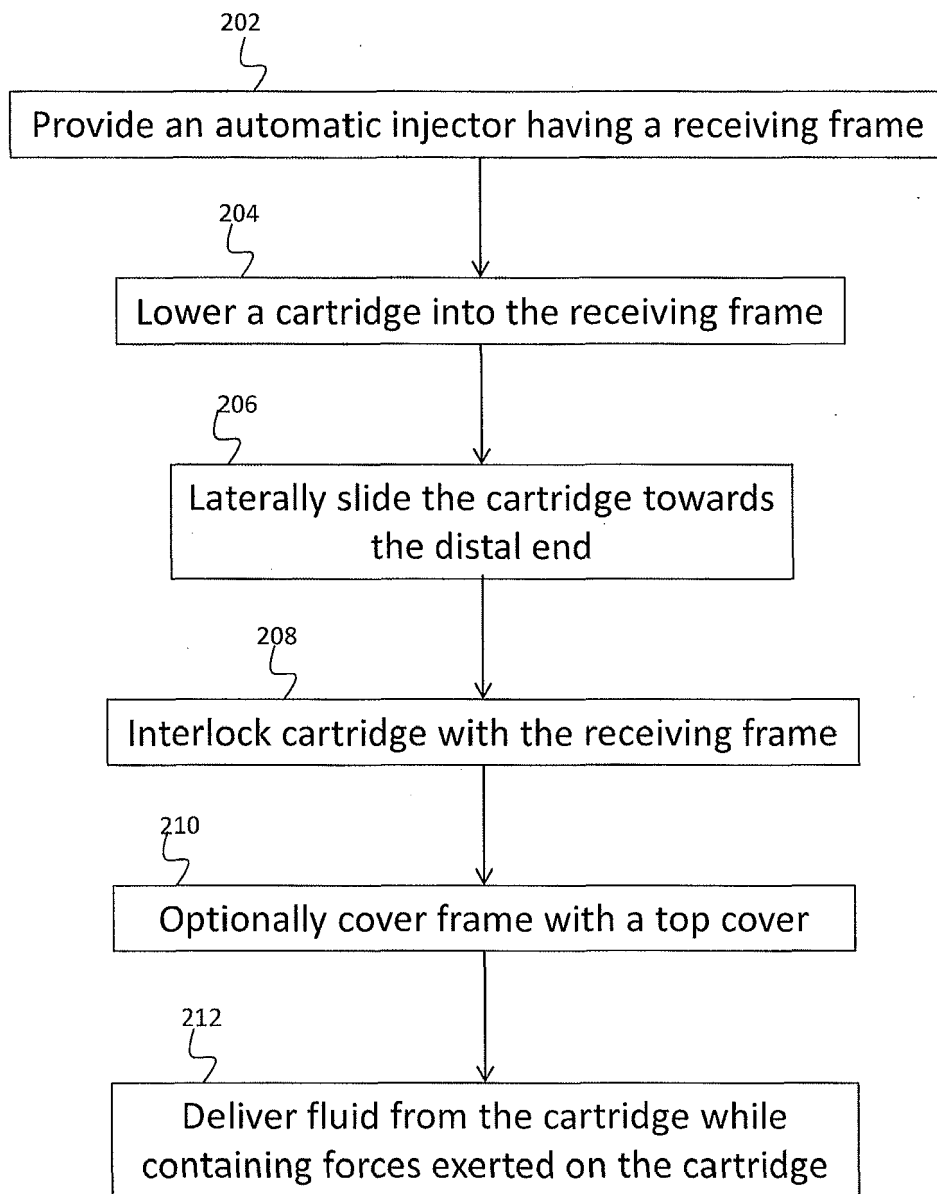 202
Provide an automatic injector having a receiving frame
204
Lower a cartridge into the receiving frame
206
Laterally slide the cartridge towards
the distal end
208
Interlock cartridge with the receiving frame
210
Optionally cover frame with a top cover
212
Deliver fluid from the cartridge while
containing forces exerted on the cartridge